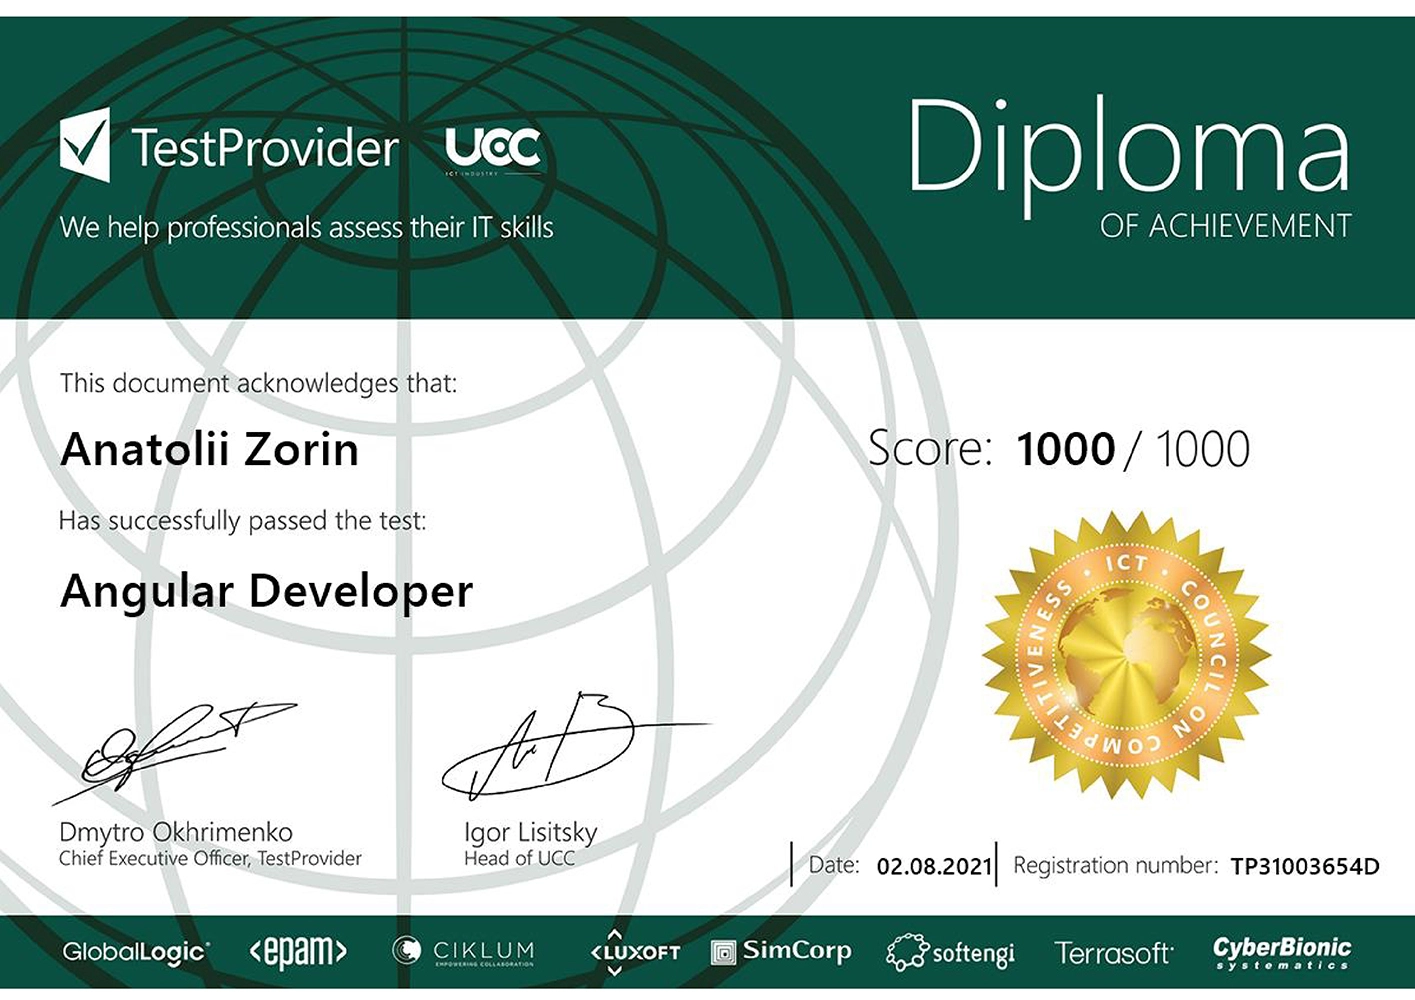 TestProvider
UCC
ICT INDUSTRY
We help professionals assess their IT skills
Diploma
OF ACHIEVEMENT
This document acknowledges that:
Anatolii Zorin
Score: 1000 / 1000
Has successfully passed the test:
Angular Developer
ICT • COUNCIL ON COMPETITIVENESS •
Dmytro Okhrimenko
Chief Executive Officer, TestProvider
Igor Lisitsky
Head of UCC
Date: 02.08.2021
Registration number: TP31003654D
GlobalLogic®
<epam>
CIKLUM
EMPOWERING COLLABORATION
<LUXOFT
SimCorp
softengi
Terrasoft
CyberBionic
systematics